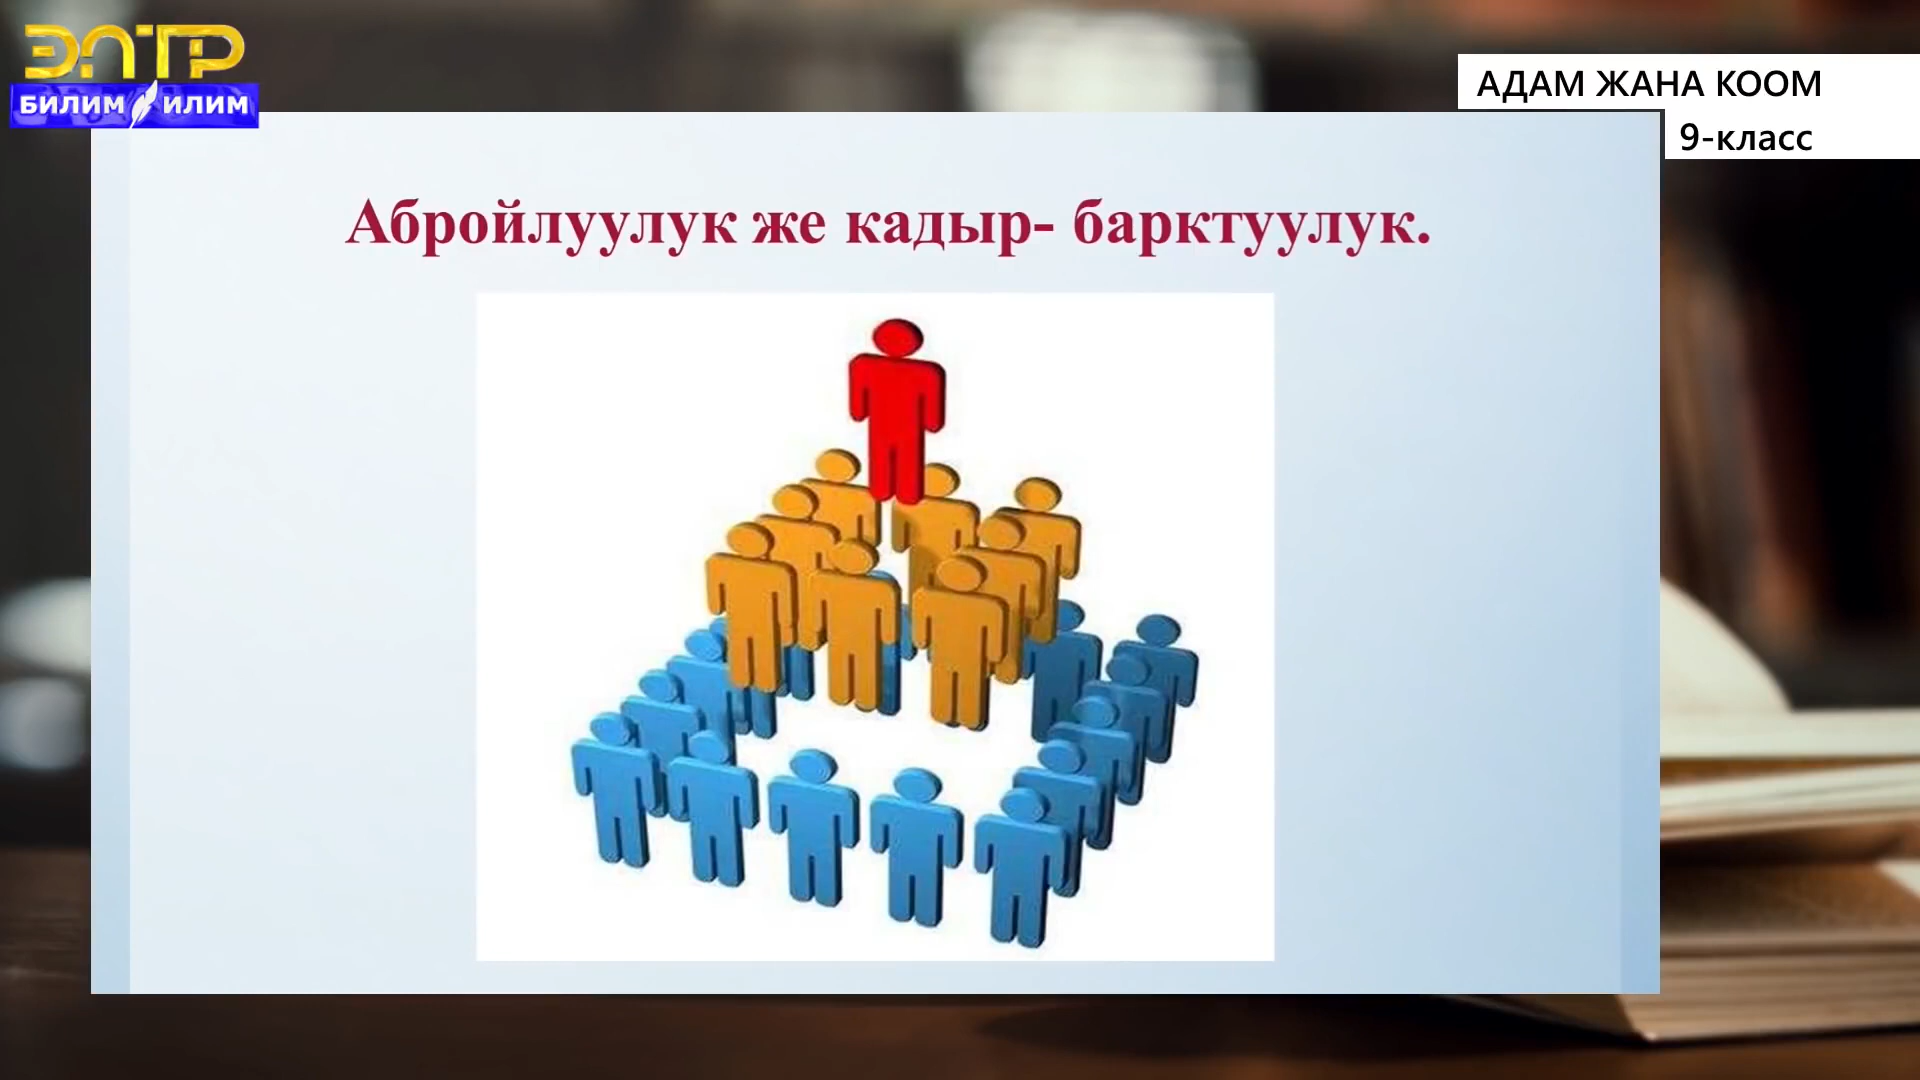 ЭЛТР
БИЛИМ ИЛИМ
АДАМ ЖАНА КООМ
9-класс
Абройлуулук же кадыр- барктуулук.